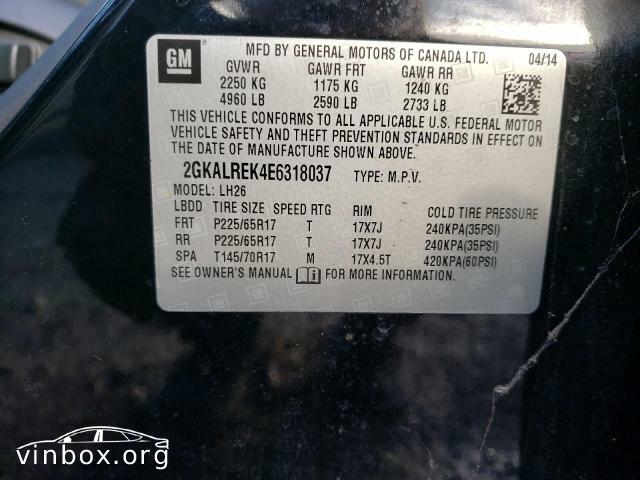 GM
MFD BY GENERAL MOTORS OF CANADA LTD. 04/14
GVWR GAWR FRT GAWR RR
2250 KG 1175 KG 1240 KG
4960 LB 2590 LB 2733 LB
THIS VEHICLE CONFORMS TO ALL APPLICABLE U.S. FEDERAL MOTOR
VEHICLE SAFETY AND THEFT PREVENTION STANDARDS IN EFFECT ON
THE DATE OF MANUFACTURE SHOWN ABOVE.
2GKALREK4E6318037 TYPE: M.P.V.
MODEL: LH26
LBDD TIRE SIZE SPEED RTG RIM COLD TIRE PRESSURE
FRT P225/65R17 T 17X7J 240KPA(35PSI)
RR P225/65R17 T 17X7J 240KPA(35PSI)
SPA T145/70R17 M 17X4.5T 420KPA(60PSI)
SEE OWNER'S MANUAL FOR MORE INFORMATION.
vinbox.org